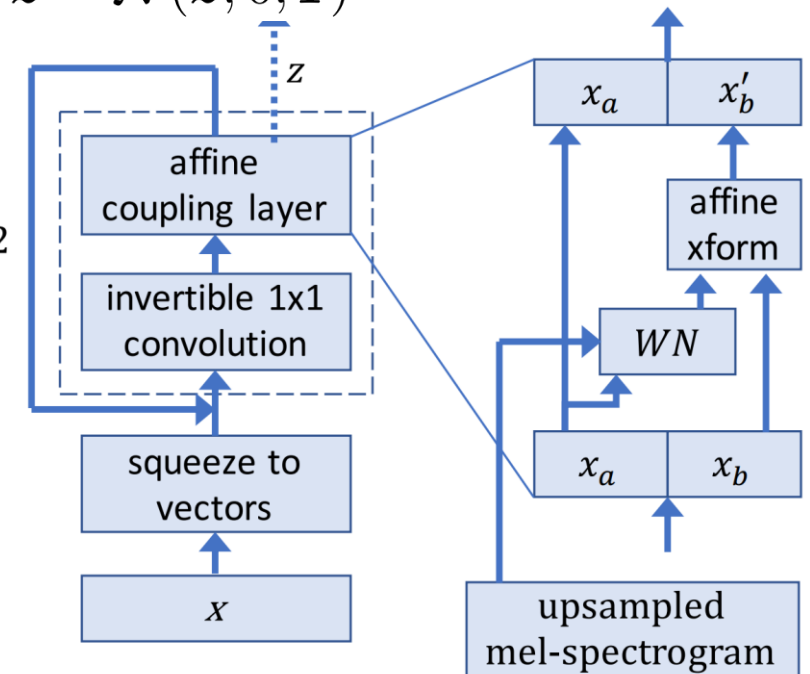 z
affine
coupling layer
invertible 1x1
convolution
squeeze to
vectors
x
2
x_a
x'_b
affine
xform
WN
x_a
x_b
upsampled
mel-spectrogram